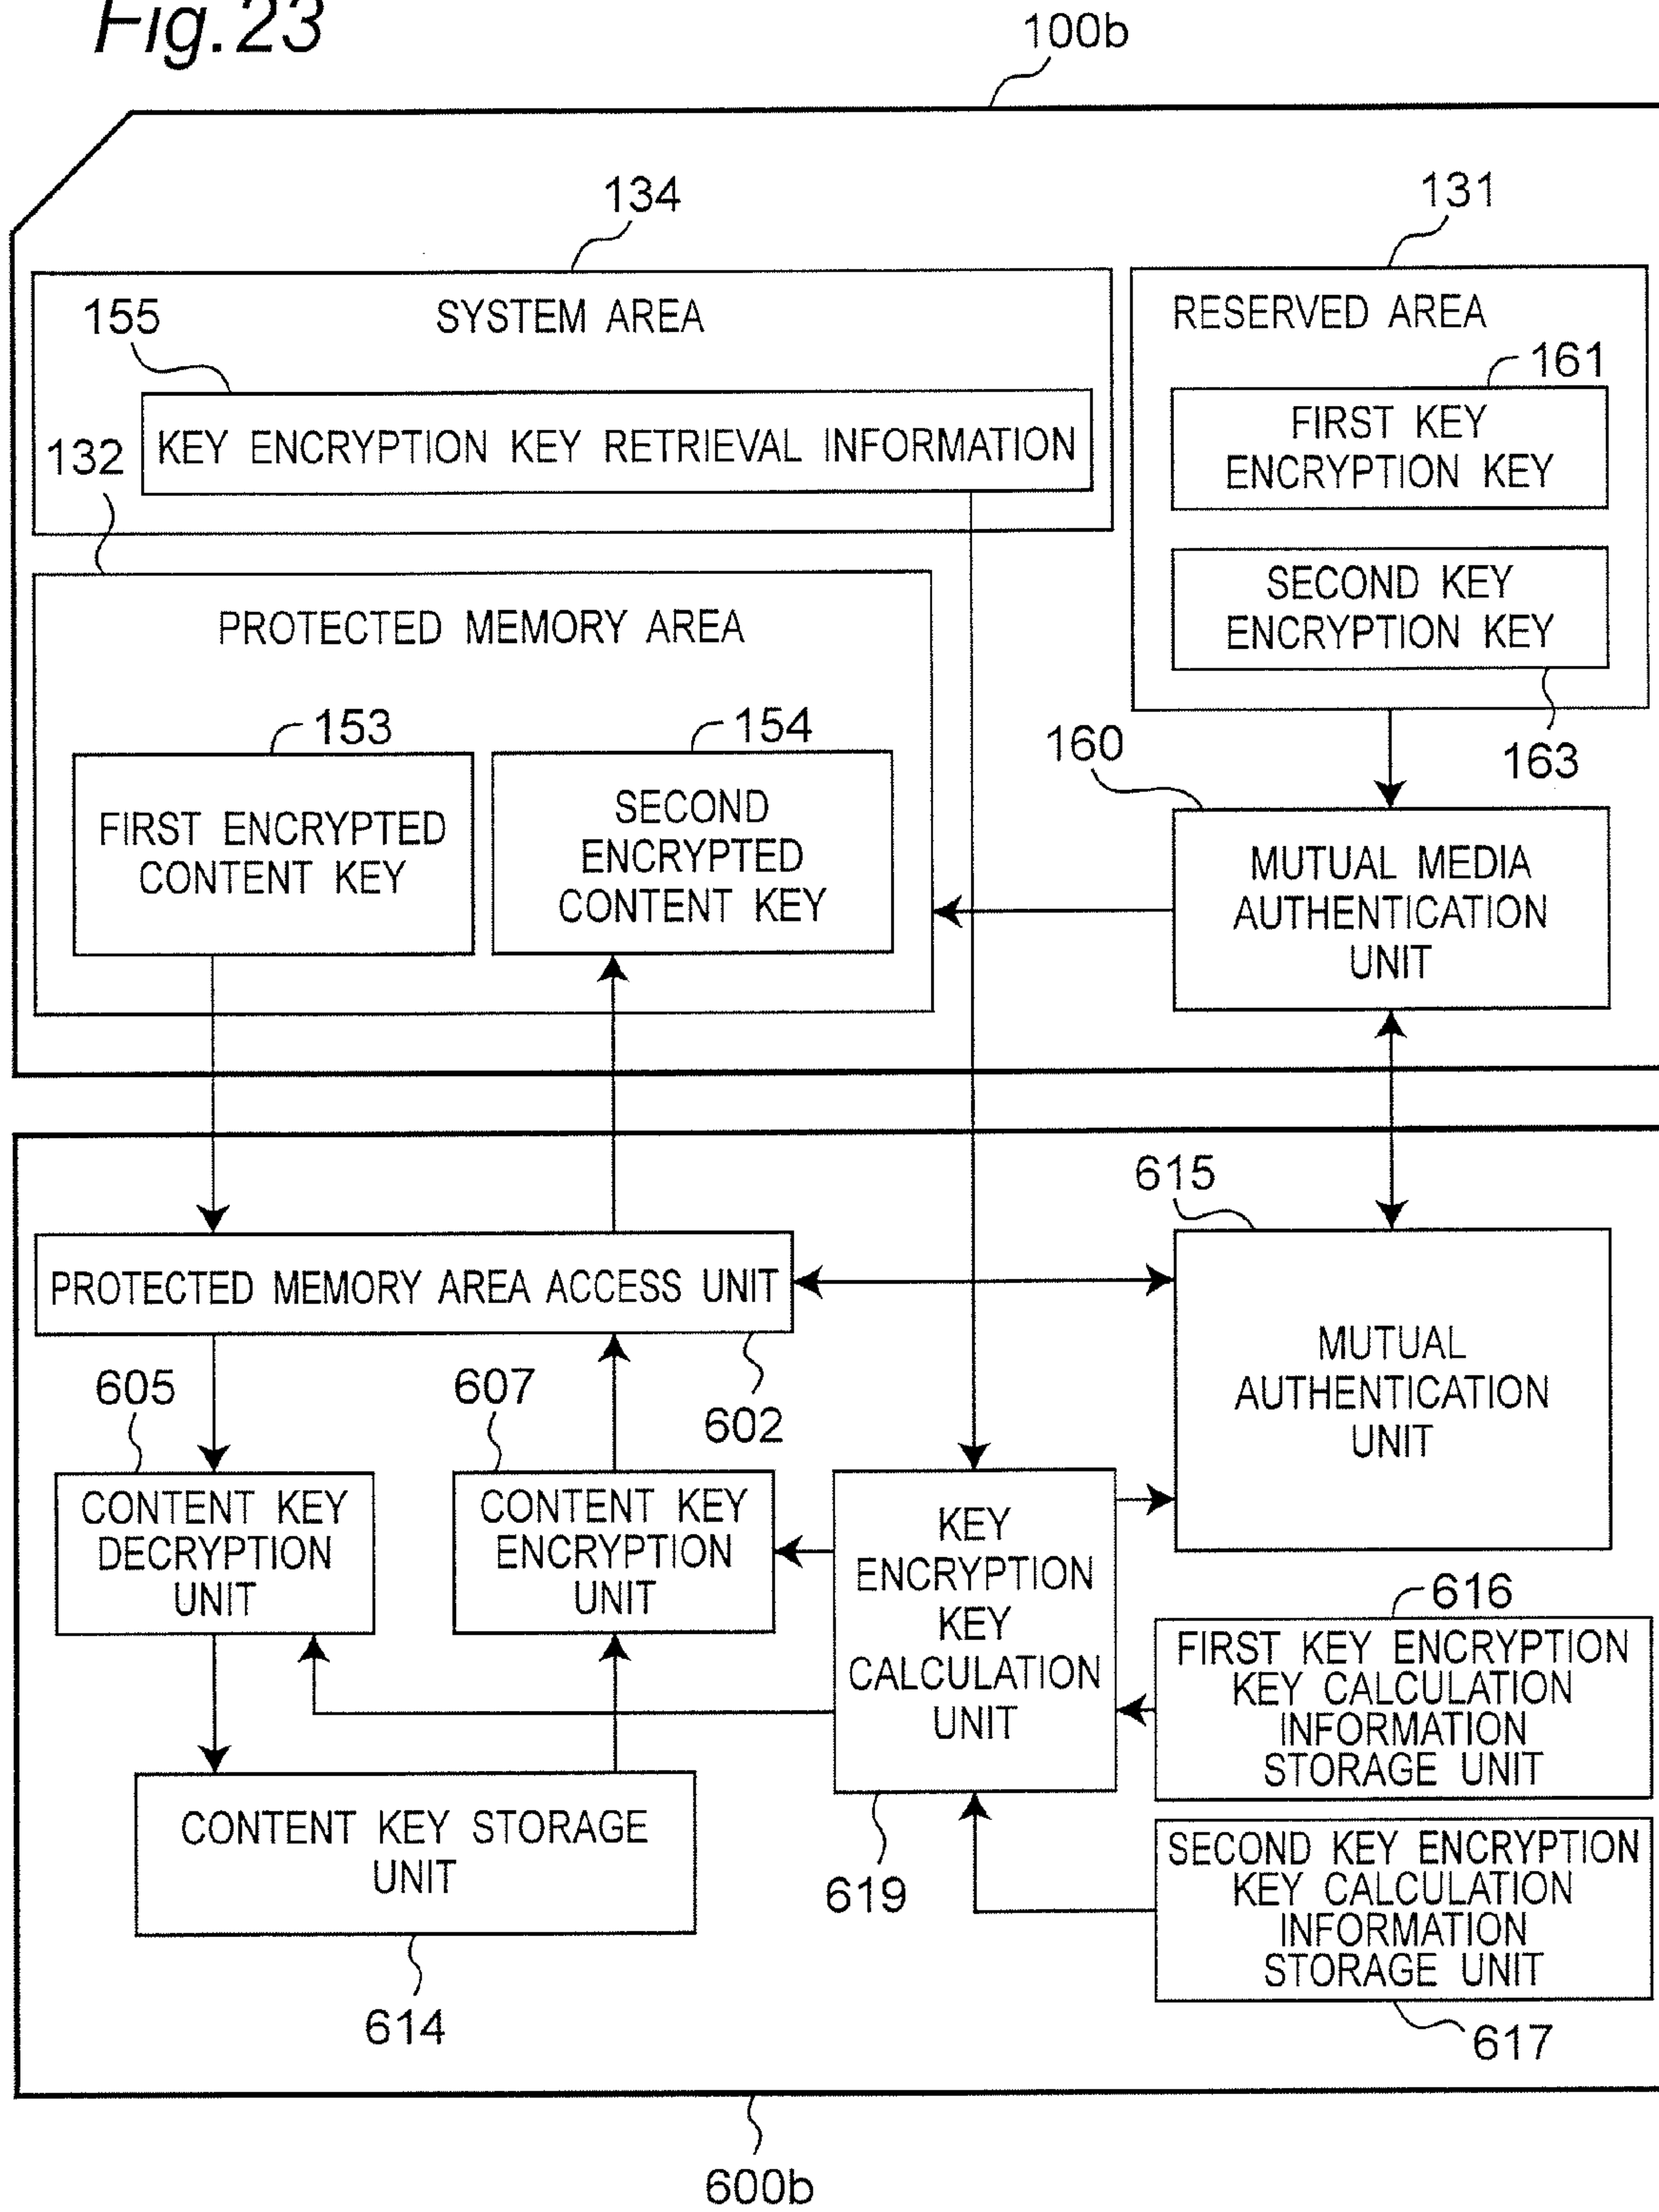 Fig.23
100b
134
131
155
SYSTEM AREA
RESERVED AREA
161
132
KEY ENCRYPTION KEY RETRIEVAL INFORMATION
FIRST KEY
ENCRYPTION KEY
SECOND KEY
ENCRYPTION KEY
163
PROTECTED MEMORY AREA
153
154
160
FIRST ENCRYPTED
CONTENT KEY
SECOND
ENCRYPTED
CONTENT KEY
MUTUAL MEDIA
AUTHENTICATION
UNIT
615
PROTECTED MEMORY AREA ACCESS UNIT
602
MUTUAL
AUTHENTICATION
UNIT
605
607
CONTENT KEY
DECRYPTION
UNIT
CONTENT KEY
ENCRYPTION
UNIT
KEY
ENCRYPTION
KEY
CALCULATION
UNIT
616
FIRST KEY ENCRYPTION
KEY CALCULATION
INFORMATION
STORAGE UNIT
CONTENT KEY STORAGE
UNIT
619
SECOND KEY ENCRYPTION
KEY CALCULATION
INFORMATION
STORAGE UNIT
614
617
600b